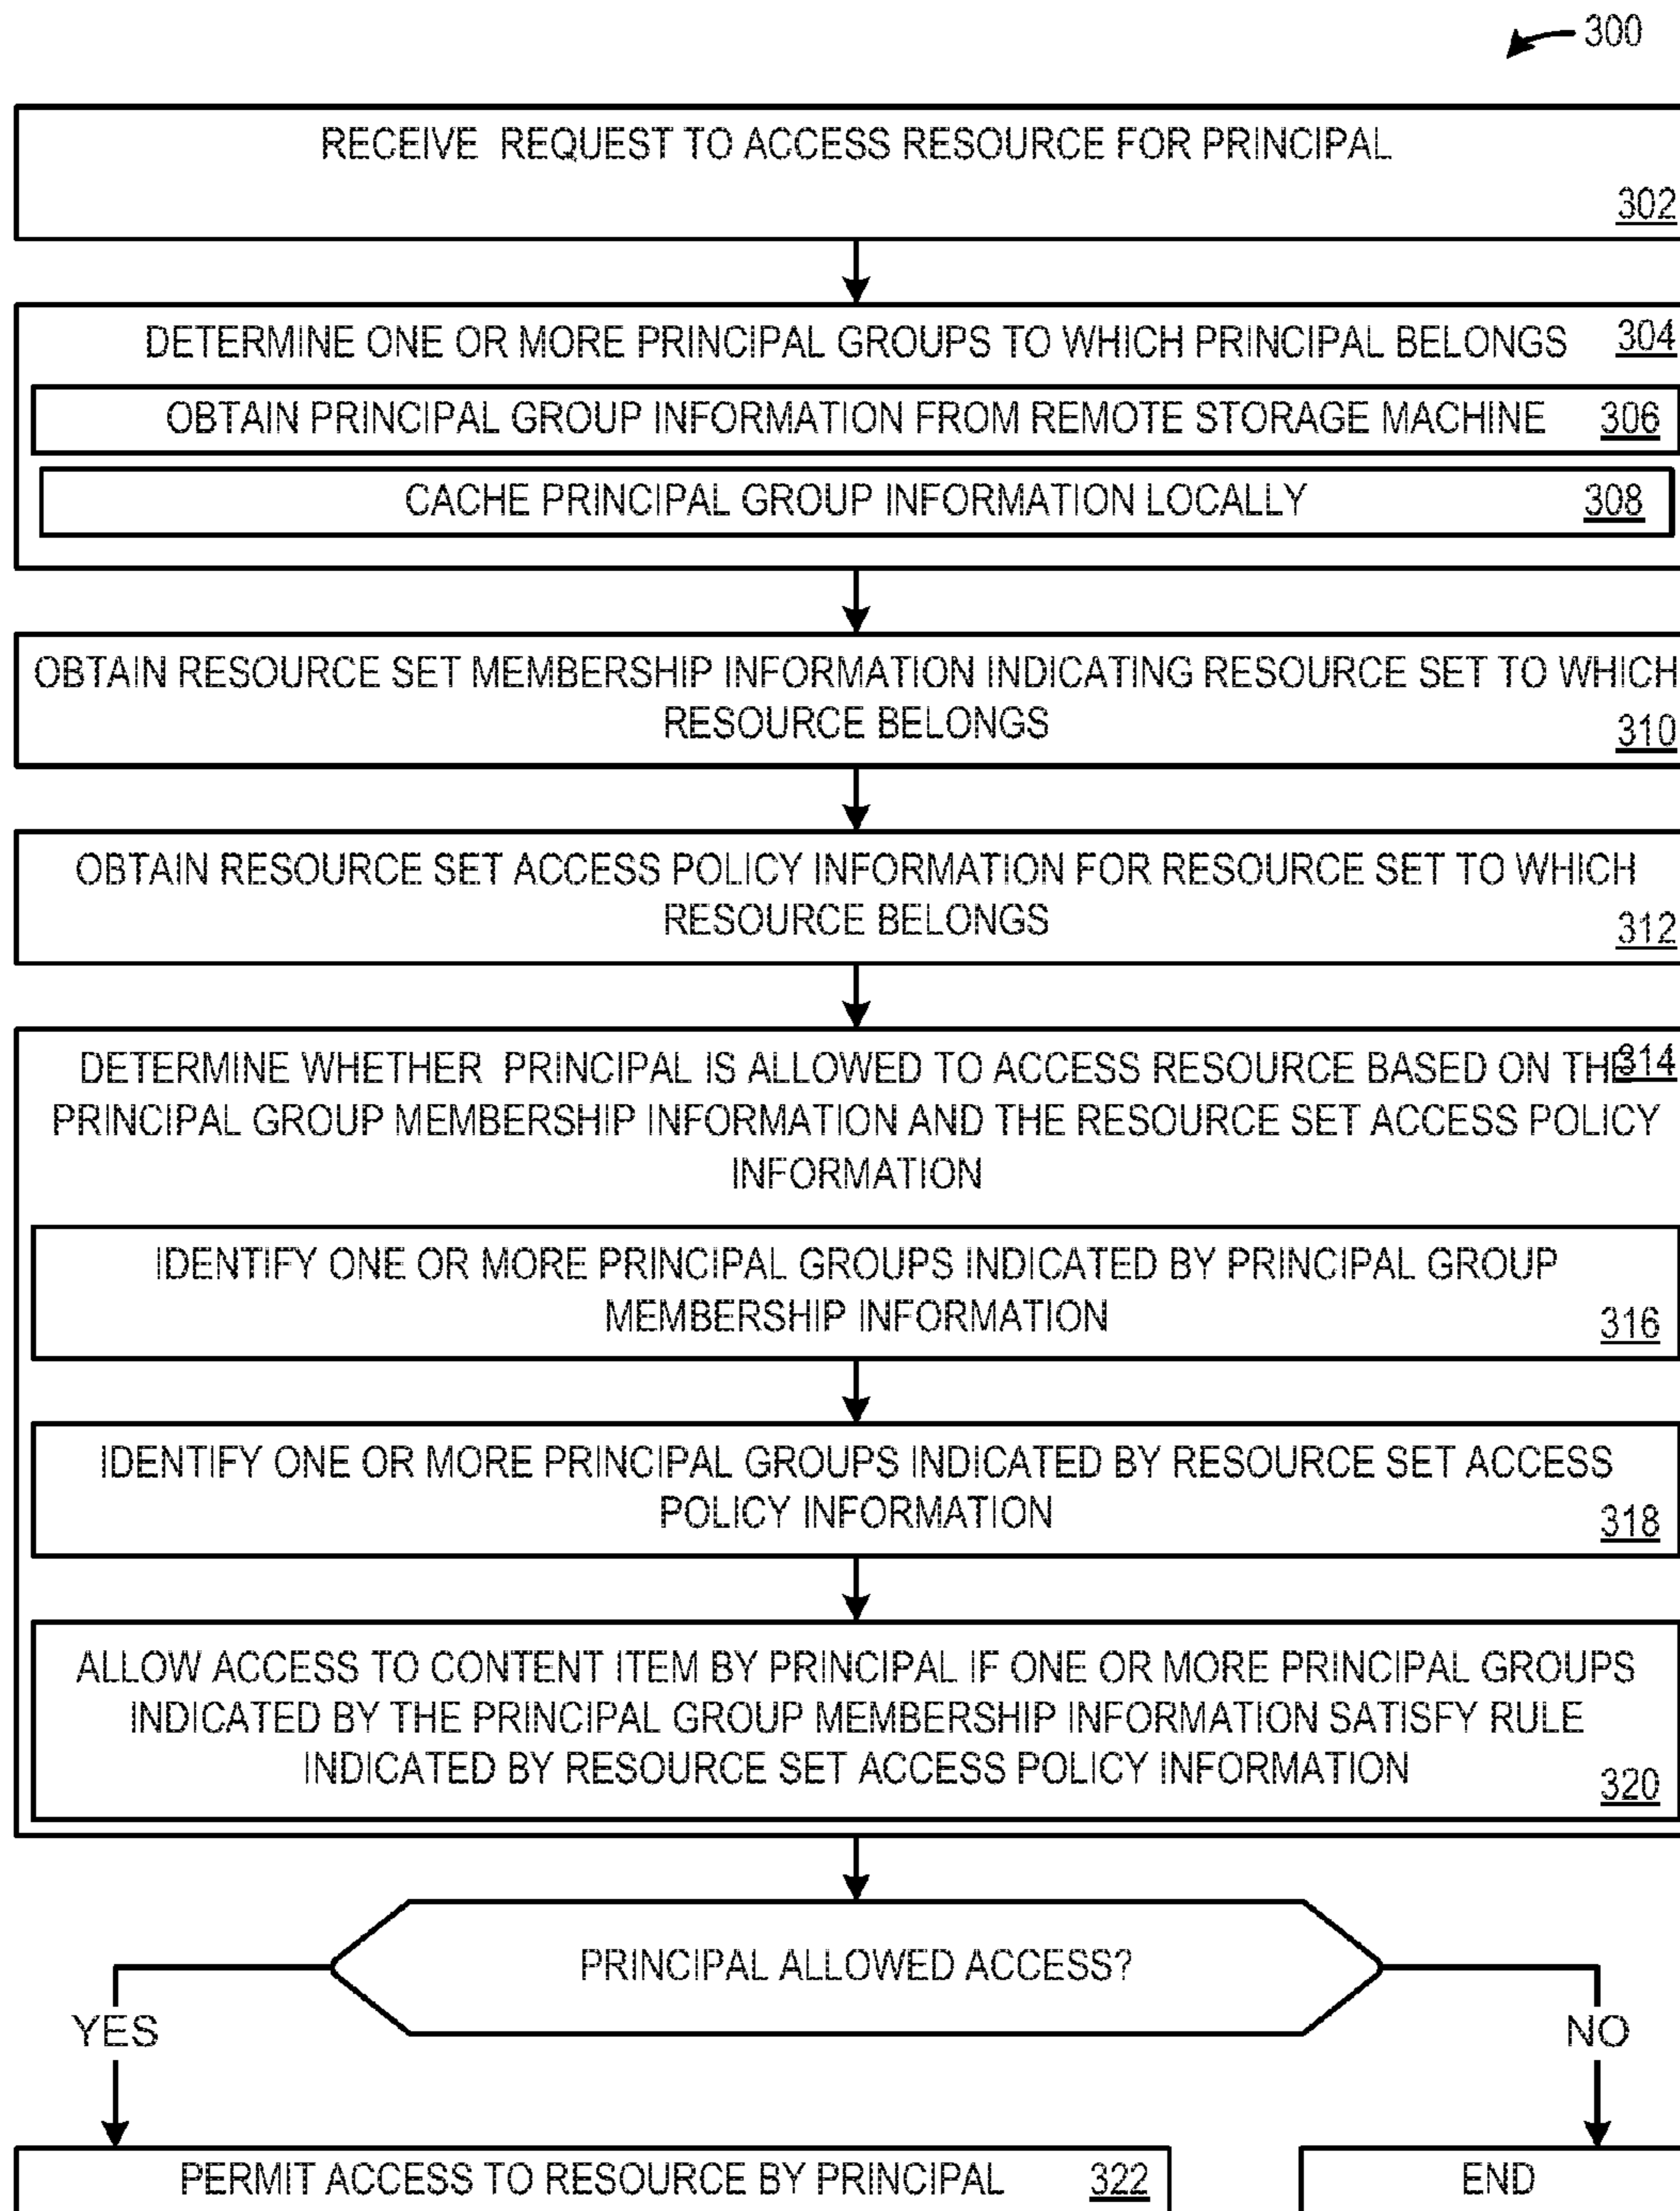 300
RECEIVE REQUEST TO ACCESS RESOURCE FOR PRINCIPAL
302
DETERMINE ONE OR MORE PRINCIPAL GROUPS TO WHICH PRINCIPAL BELONGS 304
OBTAIN PRINCIPAL GROUP INFORMATION FROM REMOTE STORAGE MACHINE 306
CACHE PRINCIPAL GROUP INFORMATION LOCALLY 308
OBTAIN RESOURCE SET MEMBERSHIP INFORMATION INDICATING RESOURCE SET TO WHICH
RESOURCE BELONGS
310
OBTAIN RESOURCE SET ACCESS POLICY INFORMATION FOR RESOURCE SET TO WHICH
RESOURCE BELONGS
312
DETERMINE WHETHER PRINCIPAL IS ALLOWED TO ACCESS RESOURCE BASED ON THE 314
PRINCIPAL GROUP MEMBERSHIP INFORMATION AND THE RESOURCE SET ACCESS POLICY
INFORMATION
IDENTIFY ONE OR MORE PRINCIPAL GROUPS INDICATED BY PRINCIPAL GROUP
MEMBERSHIP INFORMATION
316
IDENTIFY ONE OR MORE PRINCIPAL GROUPS INDICATED BY RESOURCE SET ACCESS
POLICY INFORMATION
318
ALLOW ACCESS TO CONTENT ITEM BY PRINCIPAL IF ONE OR MORE PRINCIPAL GROUPS
INDICATED BY THE PRINCIPAL GROUP MEMBERSHIP INFORMATION SATISFY RULE
INDICATED BY RESOURCE SET ACCESS POLICY INFORMATION
320
PRINCIPAL ALLOWED ACCESS?
YES
NO
PERMIT ACCESS TO RESOURCE BY PRINCIPAL 322
END